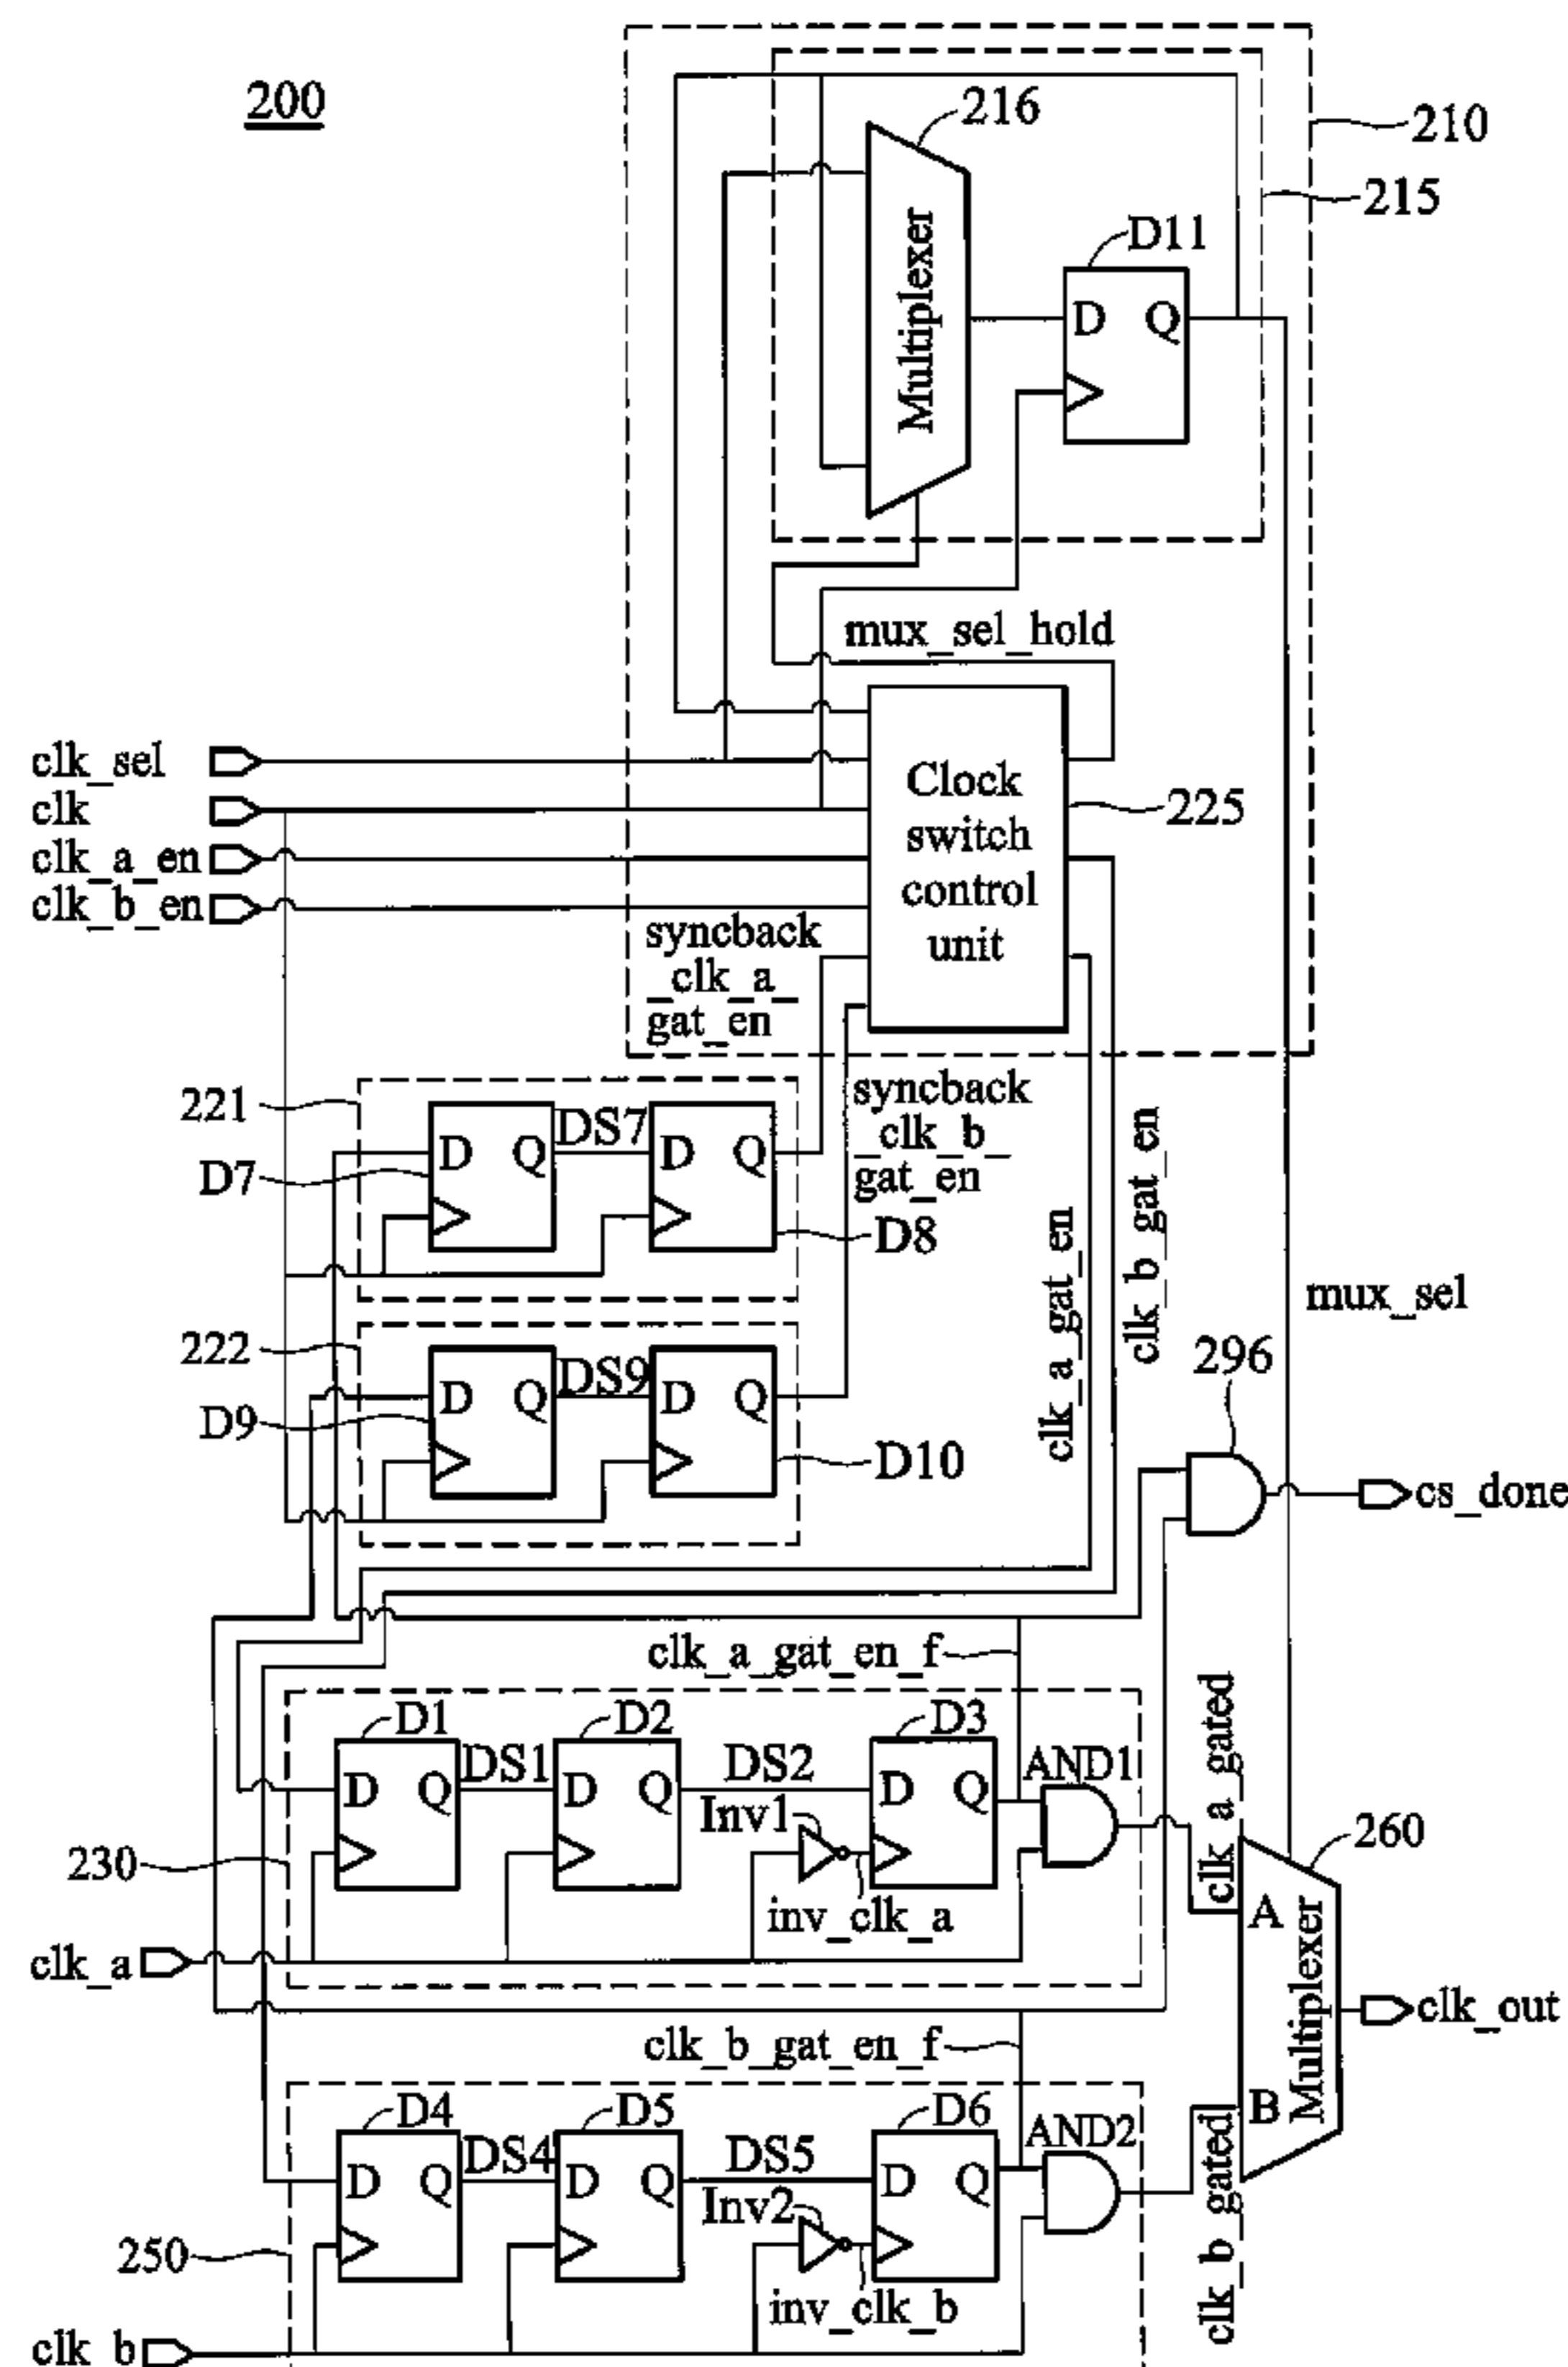 200
216
210
215
D11
D Q
Multiplexer
mux_sel_hold
clk_sel
clk
clk_a_en
clk_b_en
Clock
switch
control
unit
225
syncback
_clk_a_
gat_en
221
D Q
DS7
D Q
D7
D8
syncback
_clk_b_
gat_en
clk_a_gat_en
clk_b_gat_en
mux_sel
222
D Q
DS9
D Q
D9
D10
296
cs_done
clk_a_gat_en_f
D1
D2
D3
DS1
DS2
AND1
D Q
D Q
D Q
Inv1
230
inv_clk_a
clk_a
clk_a_gated
260
A
Multiplexer
B
clk_out
clk_b_gat_en_f
D4
D5
D6
DS4
DS5
AND2
D Q
D Q
D Q
Inv2
250
inv_clk_b
clk_b
clk_b_gated